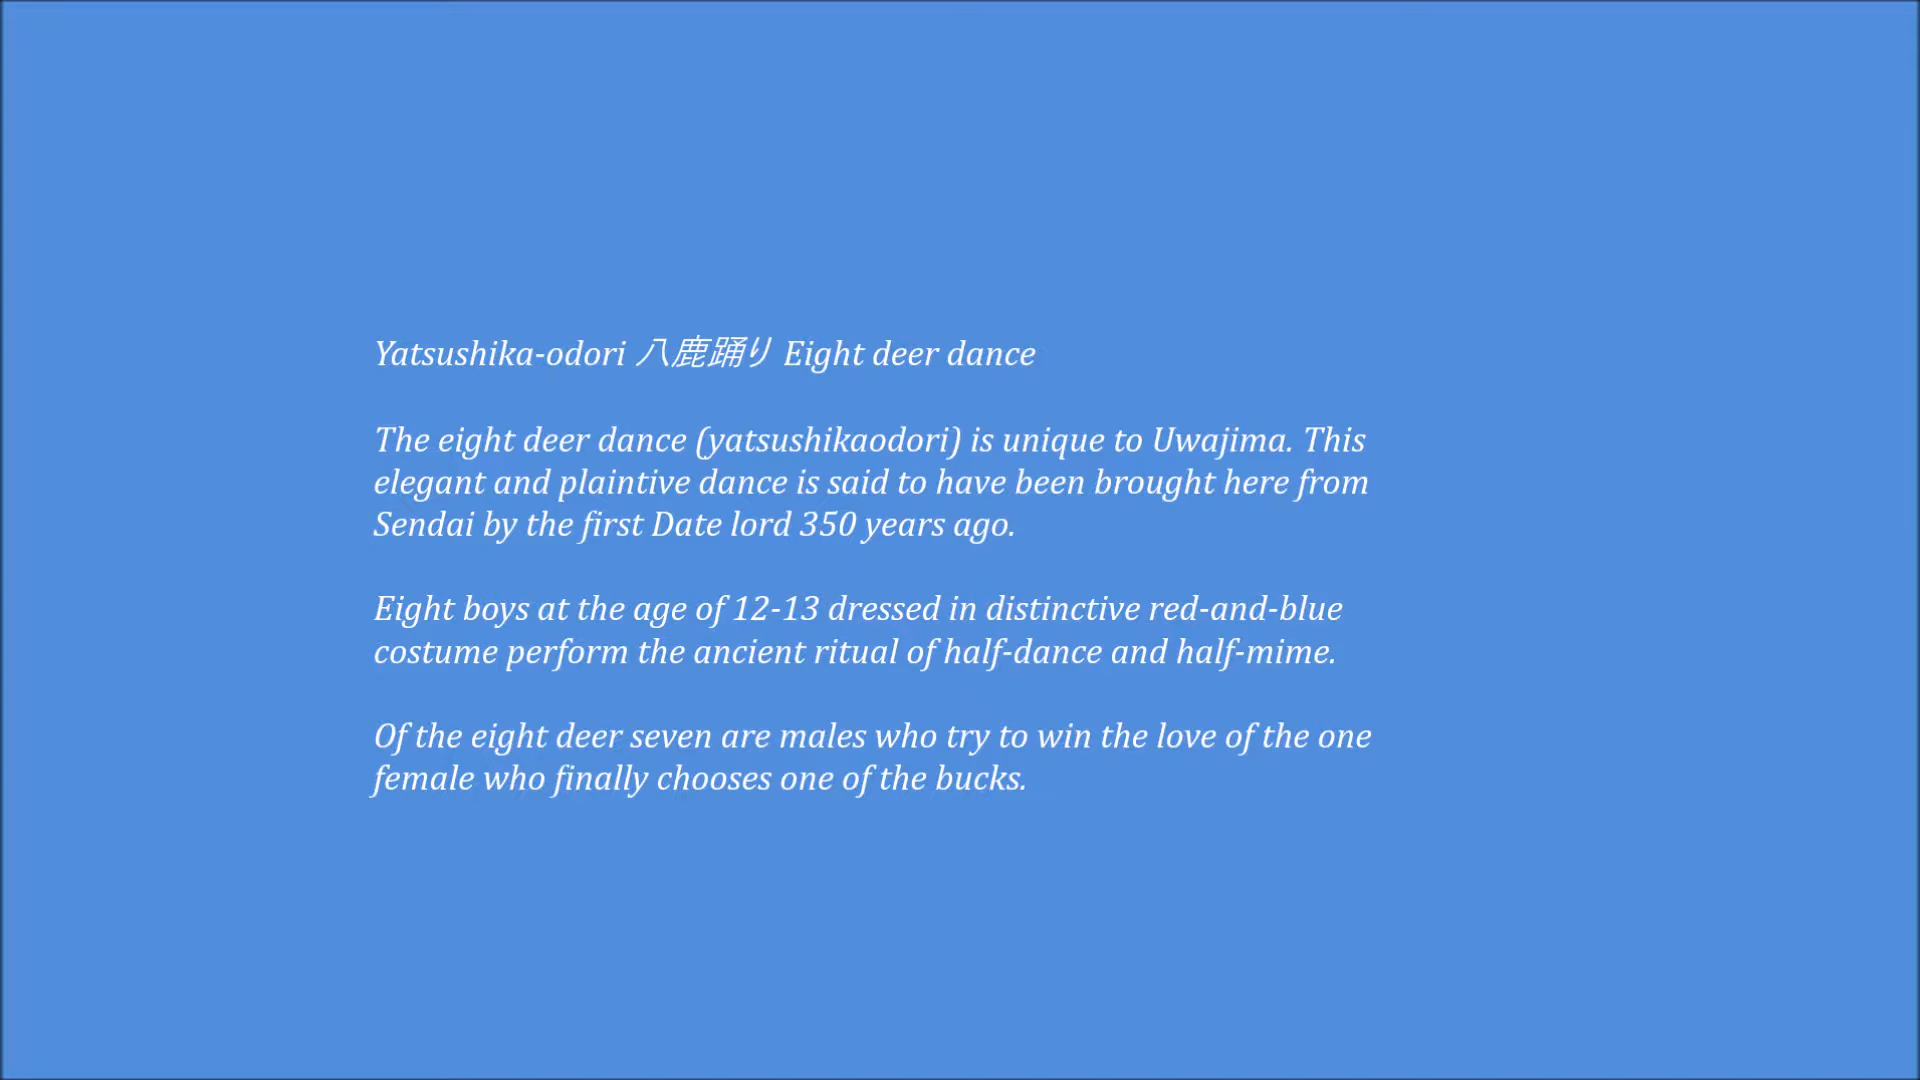 Yatsushika-odori 八鹿踊り Eight deer dance
The eight deer dance (yatsushikaodori) is unique to Uwajima. This
elegant and plaintive dance is said to have been brought here from
Sendai by the first Date lord 350 years ago.
Eight boys at the age of 12-13 dressed in distinctive red-and-blue
costume perform the ancient ritual of half-dance and half-mime.
Of the eight deer seven are males who try to win the love of the one
female who finally chooses one of the bucks.